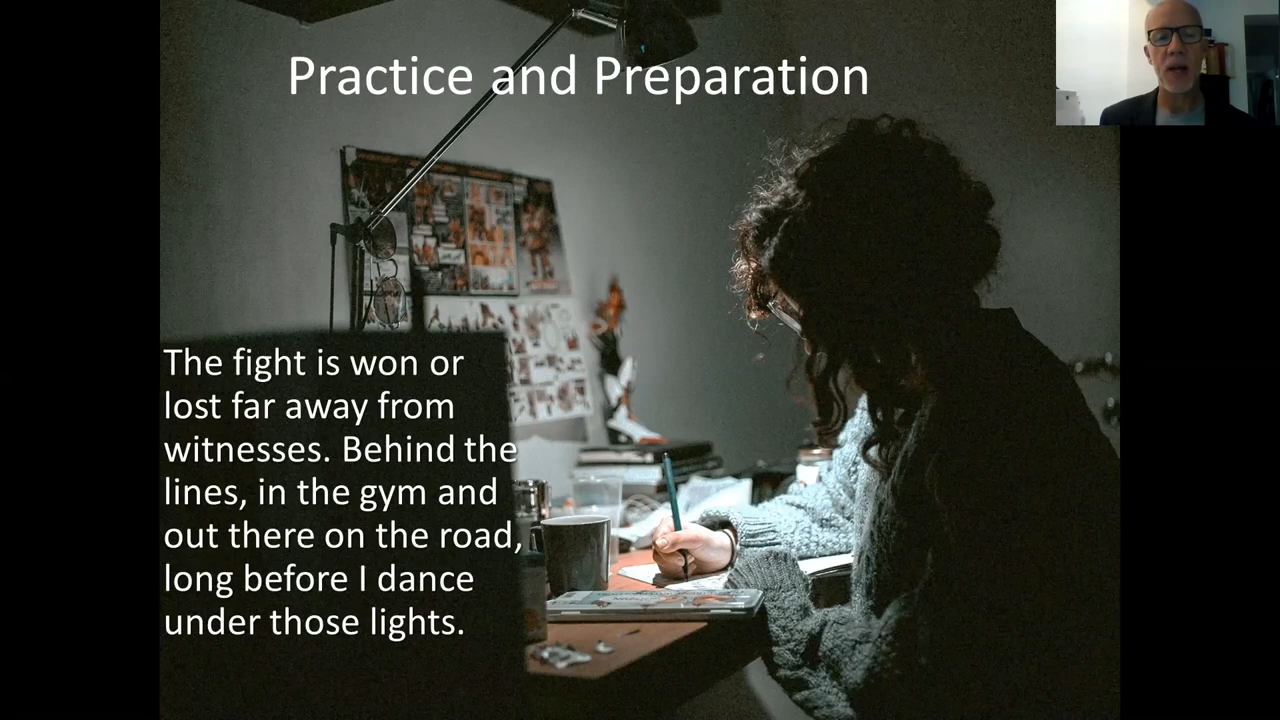 Practice and Preparation
The fight is won or
lost far away from
witnesses. Behind the
lines, in the gym and
out there on the road,
long before I dance
under those lights.